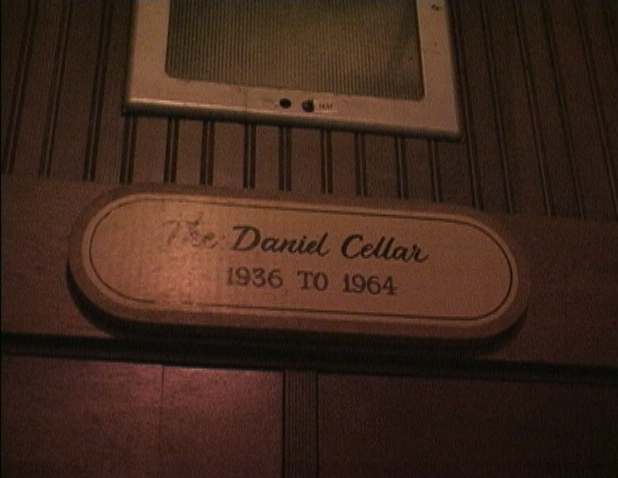 The Daniel Cellar
1936 TO 1964